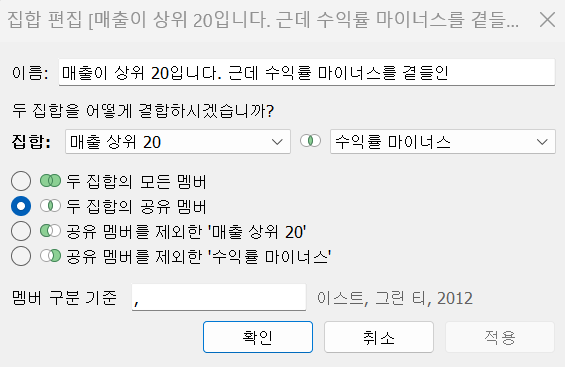 집합 편집 [매출이 상위 20입니다. 근데 수익률 마이너스를 곁들...
이름: 매출이 상위 20입니다. 근데 수익률 마이너스를 곁들인
두 집합을 어떻게 결합하시겠습니까?
집합: 매출 상위 20 수익률 마이너스
두 집합의 모든 멤버
두 집합의 공유 멤버
공유 멤버를 제외한 '매출 상위 20'
공유 멤버를 제외한 '수익률 마이너스'
멤버 구분 기준 , 이스트, 그린 티, 2012
확인 취소 적용